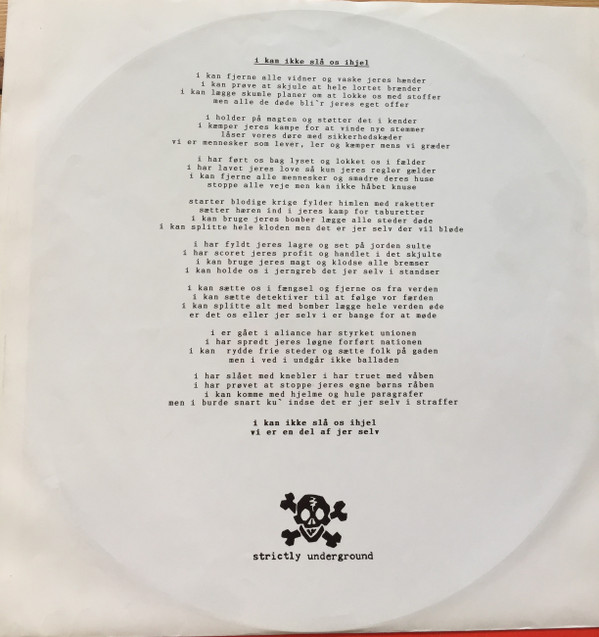 i kan ikke slå os ihjel
i kan fjerne alle vidner og vaske jeres hænder
i kan prøve at skjule at hele lortet brænder
i kan lægge skumle planer om at lokke os med stoffer
men alle de døde bli`r jeres eget offer
i holder på magten og støtter det i kender
i kæmper jeres kampe for at vinde nye stemmer
låser vores døre med sikkerhedskæder
vi er mennesker som lever, ler og kæmper mens vi græder
i har ført os bag lyset og lokket os i fælder
i har lavet jeres love så kun jeres regler gælder
i kan fjerne alle mennesker og smadre deres huse
stoppe alle veje men kan ikke håbet knuse
starter blodige krige fylder himlen med raketter
sætter hæren ind i jeres kamp for taburetter
i kan bruge jeres bomber lægge alle steder døde
i kan splitte hele kloden men det er jer selv der vil bløde
i har fyldt jeres lagre og set på jorden sulte
i har scoret jeres profit og handlet i det skjulte
i kan bruge jeres magt og klodse alle bremser
i kan holde os i jerngreb det jer selv i standser
i kan sætte os i fængsel og fjerne os fra verden
i kan sætte detektiver til at følge vor færden
i kan splitte alt med bomber lægge hele verden øde
er det os eller jer selv i er bange for at møde
i er gået i aliance har styrket unionen
i har spredt jeres løgne forført nationen
i kan rydde frie steder og sætte folk på gaden
men i ved i undgår ikke balladen
i har slået med knebler i har truet med våben
i har prøvet at stoppe jeres egne børns råben
i kan komme med hjelme og hule paragrafer
men i burde snart ku` indse det er jer selv i straffer
i kan ikke slå os ihjel
vi er en del af jer selv
strictly underground